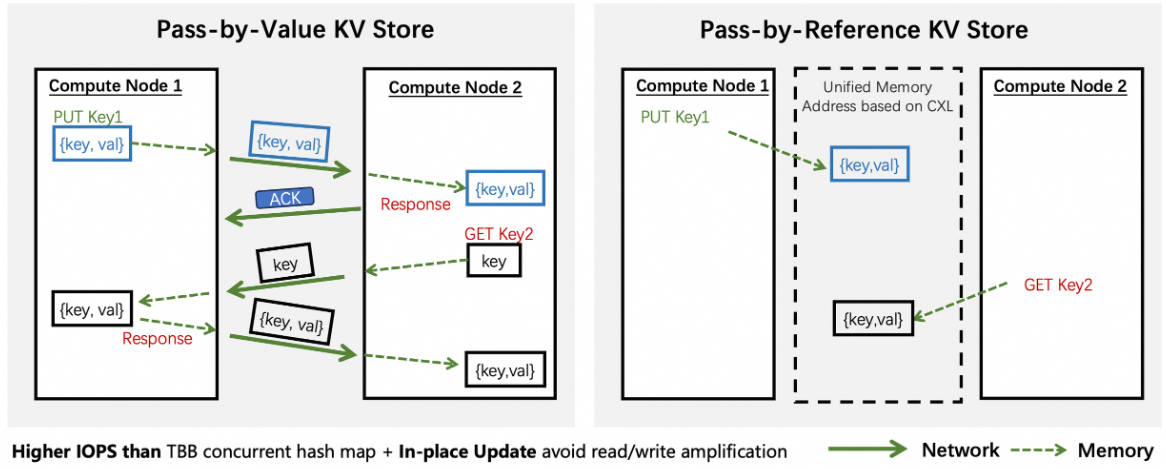 Pass-by-Value KV Store
Compute Node 1
Compute Node 2
PUT Key1
{key, val}
{key, val}
{key,val}
ACK
Response
GET Key2
key
key
{key, val}
{key, val}
Response
{key,val}
Pass-by-Reference KV Store
Compute Node 1
Unified Memory
Address based on CXL
Compute Node 2
PUT Key1
{key,val}
GET Key2
{key,val}
Higher IOPS than TBB concurrent hash map + In-place Update avoid read/write amplification
Network
Memory